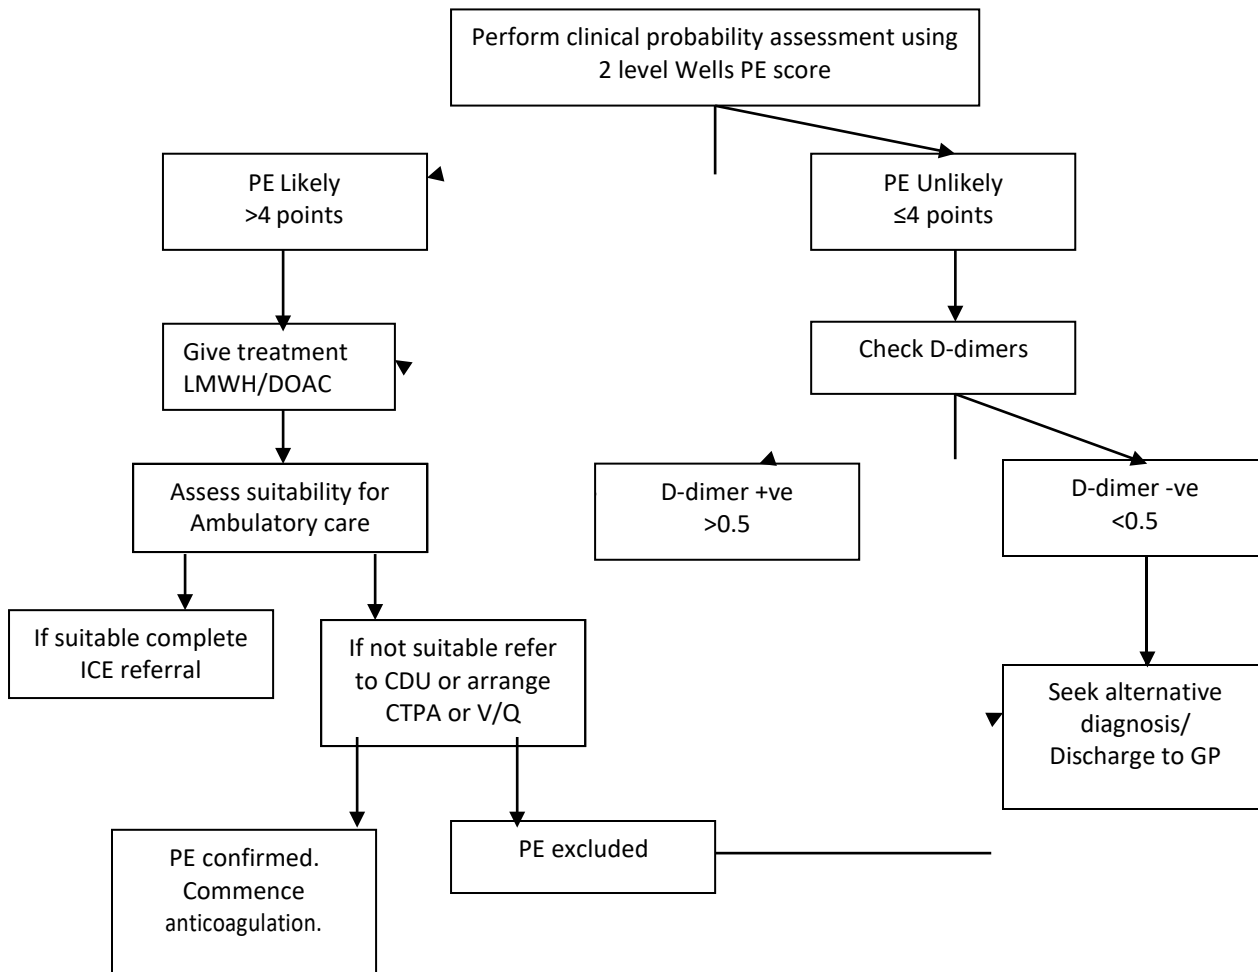 Perform clinical probability assessment using
2 level Wells PE score
PE Likely
>4 points
PE Unlikely
≤4 points
Give treatment
LMWH/DOAC
Check D-dimers
Assess suitability for
Ambulatory care
D-dimer +ve
>0.5
D-dimer -ve
<0.5
If suitable complete
ICE referral
If not suitable refer
to CDU or arrange
CTPA or V/Q
Seek alternative
diagnosis/
Discharge to GP
PE confirmed.
Commence
anticoagulation.
PE excluded